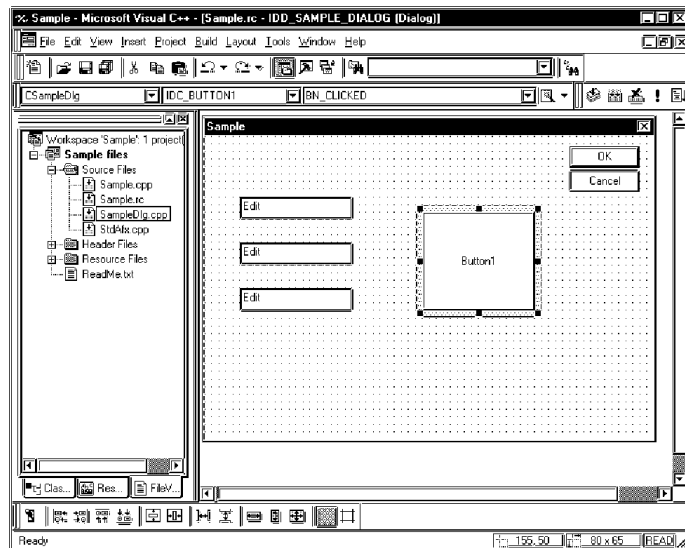 Sample - Microsoft Visual C++ - [Sample.rc - IDD_SAMPLE_DIALOG (Dialog)]
File Edit View Insert Project Build Layout Tools Window Help
CSampleDlg IDC_BUTTON1 BN_CLICKED
Workspace 'Sample': 1 project(
Sample files
Source Files
Sample.cpp
Sample.rc
SampleDlg.cpp
StdAfx.cpp
Header Files
Resource Files
ReadMe.txt
Sample
OK
Cancel
Edit
Edit
Edit
Button1
Clas... Res... FileV...
Ready 155, 50 80 x 65 READ